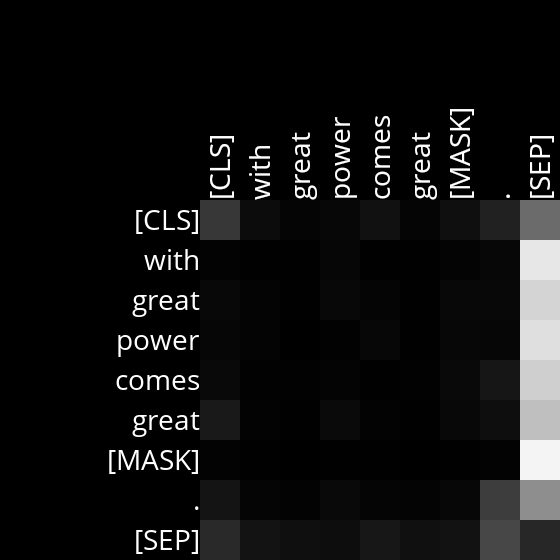 [CLS] with great power comes great [MASK] . [SEP]
[CLS]
with
great
power
comes
great
[MASK]
.
[SEP]